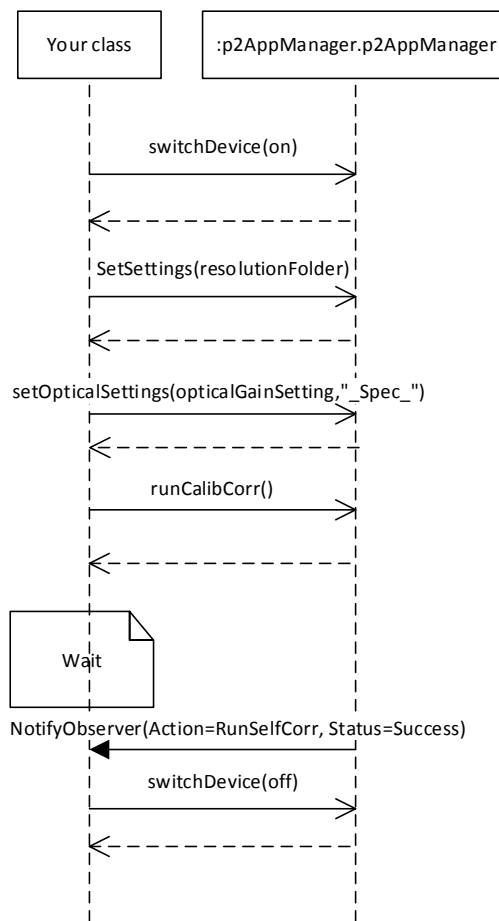 Your class
:p2AppManager.p2AppManager
switchDevice(on)
SetSettings(resolutionFolder)
setOpticalSettings(opticalGainSetting,"_Spec_")
runCalibCorr()
Wait
NotifyObserver(Action=RunSelfCorr, Status=Success)
switchDevice(off)